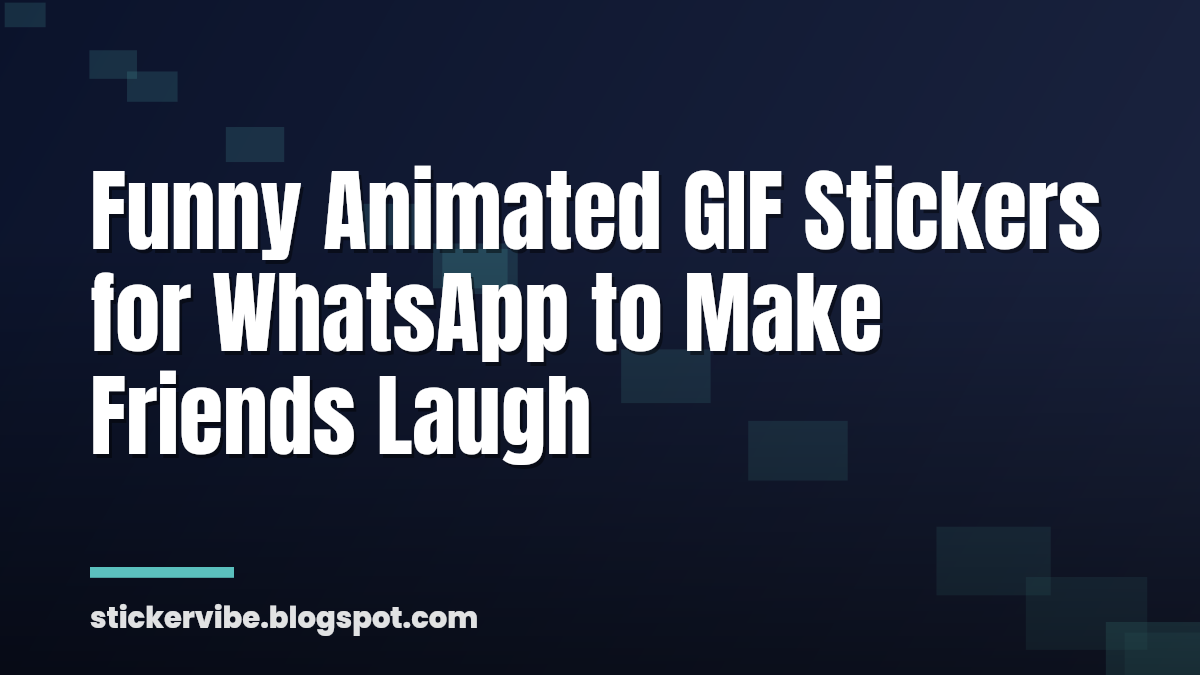 Funny Animated GIF Stickers
for WhatsApp to Make
Friends Laugh
stickervibe.blogspot.com